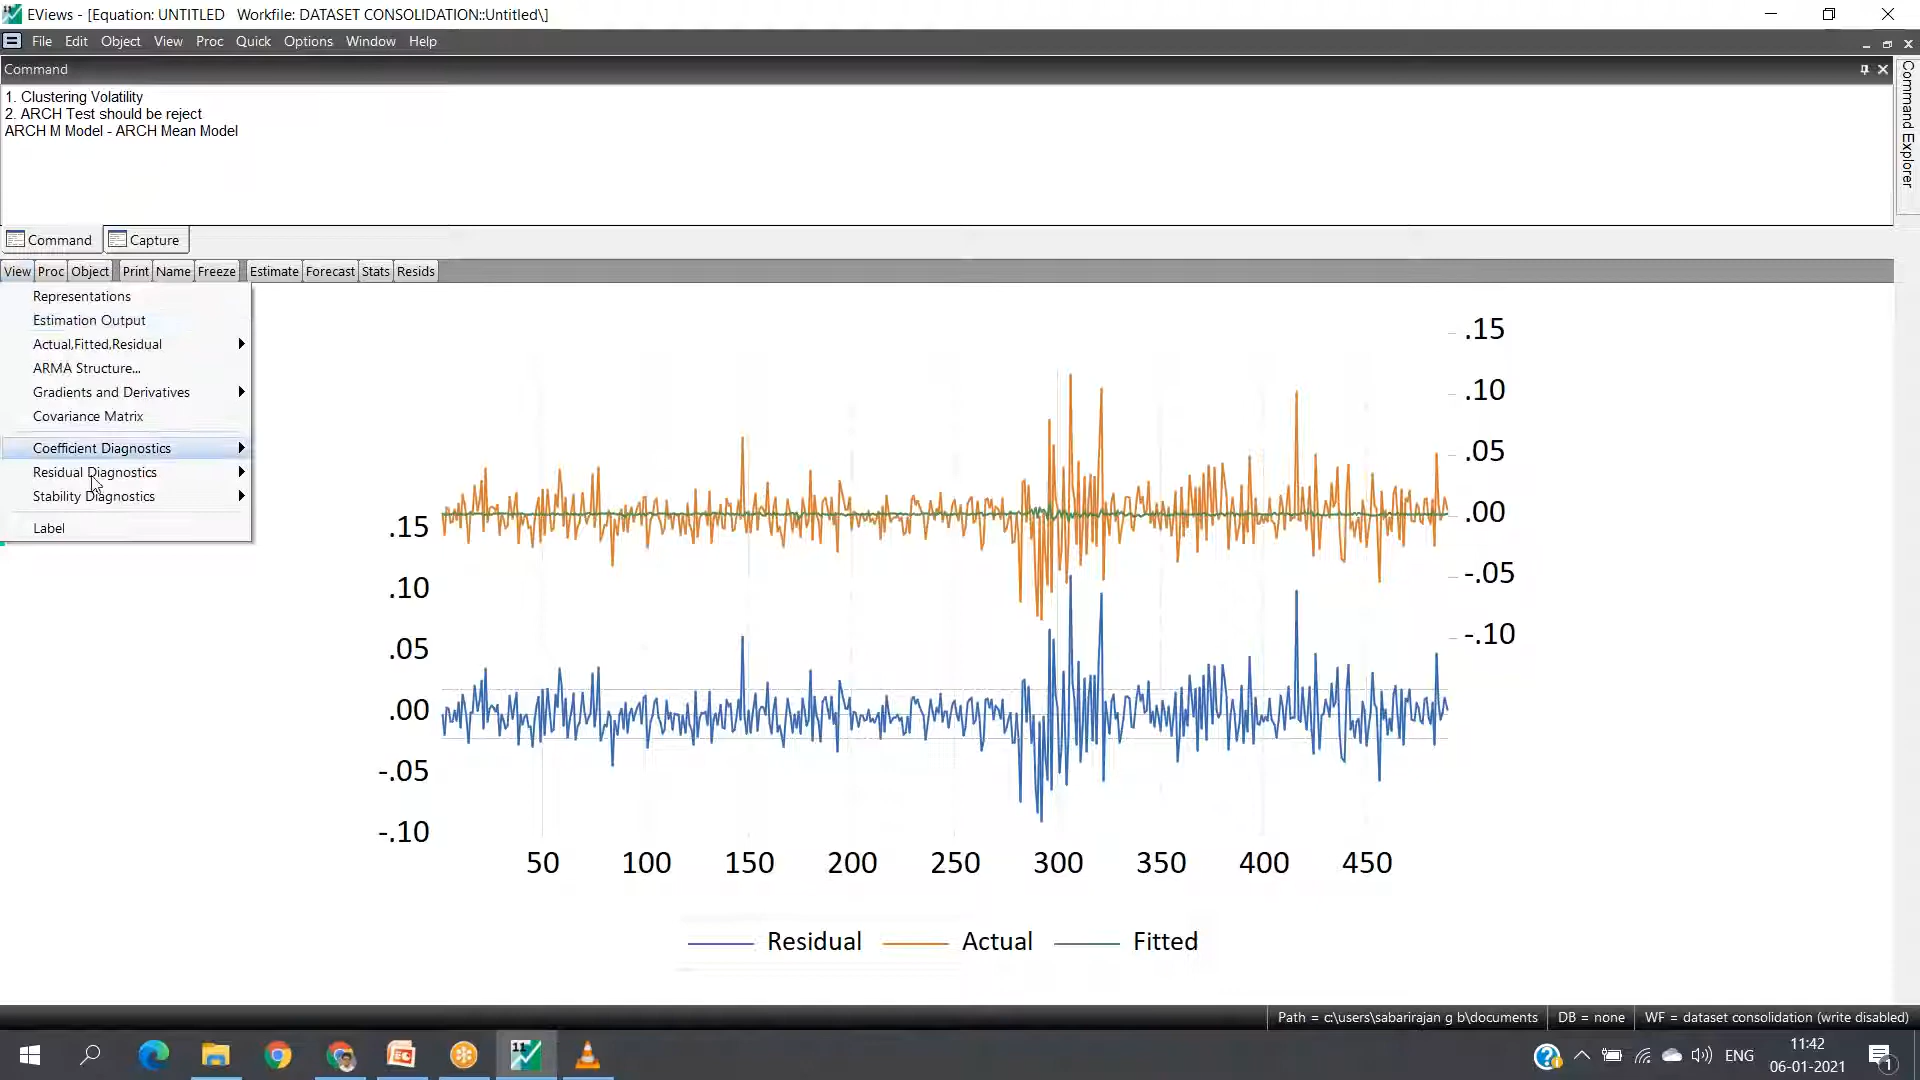 EViews - [Equation: UNTITLED   Workfile: DATASET CONSOLIDATION::Untitled\]
File Edit Object View Proc Quick Options Window Help
Command
1. Clustering Volatility
2. ARCH Test should be reject
ARCH M Model - ARCH Mean Model
Command Explorer
Command Capture
View Proc Object Print Name Freeze Estimate Forecast Stats Resids
Representations
Estimation Output
Actual,Fitted,Residual
ARMA Structure...
Gradients and Derivatives
Covariance Matrix
Coefficient Diagnostics
Residual Diagnostics
Stability Diagnostics
Label
.15
.10
.05
.00
-.05
-.10
.15
.10
.05
.00
-.05
-.10
50 100 150 200 250 300 350 400 450
Residual Actual Fitted
Path = c:\users\sabarirajan g b\documents DB = none WF = dataset consolidation (write disabled)
11
ENG
11:42
06-01-2021
1